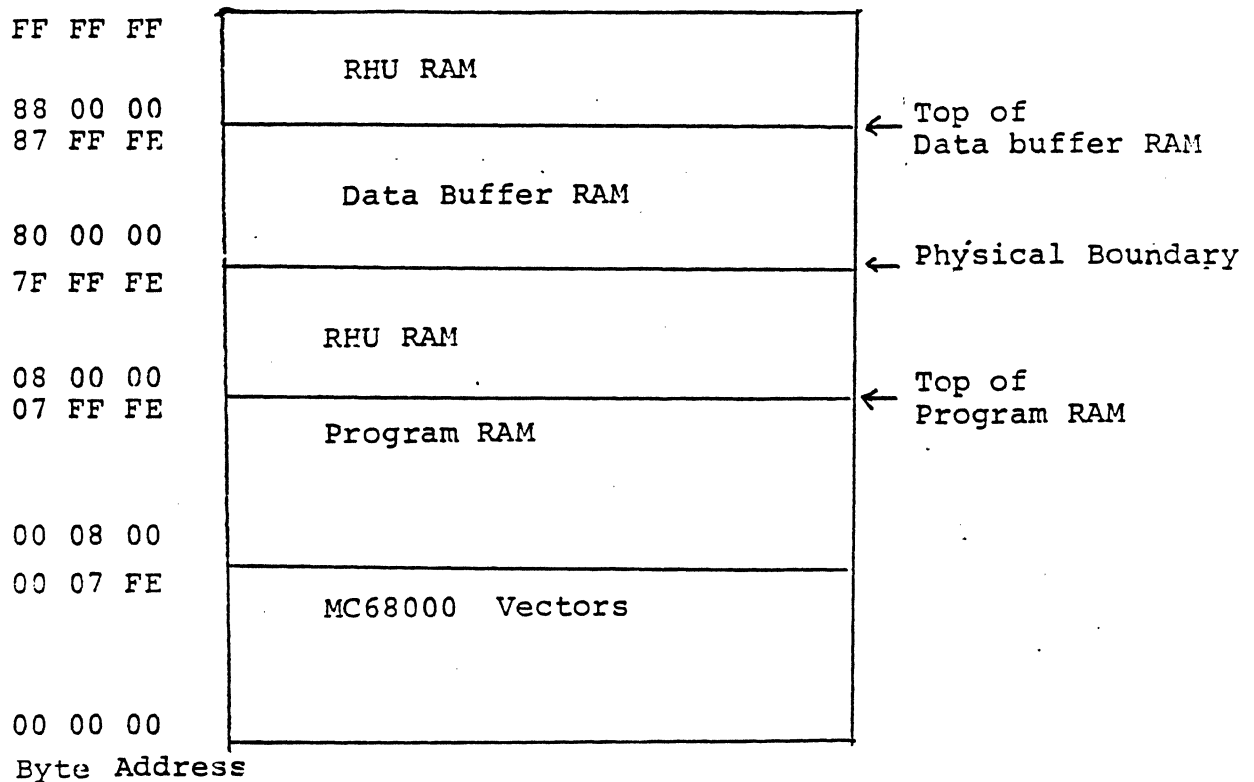 FF FF FF
RHU RAM
88 00 00
87 FF FE
Top of
Data buffer RAM
Data Buffer RAM
80 00 00
Physical Boundary
7F FF FE
RHU RAM
08 00 00
07 FF FE
Top of
Program RAM
Program RAM
00 08 00
00 07 FE
MC68000 Vectors
00 00 00
Byte Address